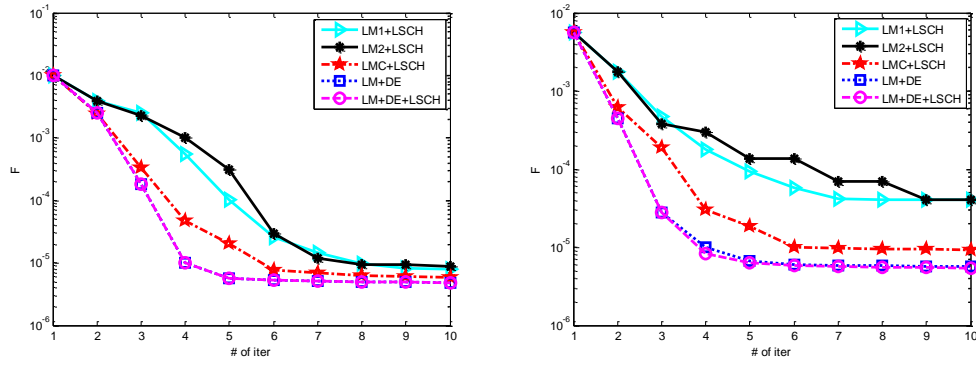 10^-1
10^-2
10^-3
10^-4
10^-5
10^-6
F
1 2 3 4 5 6 7 8 9 10
# of iter
LM1+LSCH
LM2+LSCH
LMC+LSCH
LM+DE
LM+DE+LSCH
10^-2
10^-3
10^-4
10^-5
10^-6
F
1 2 3 4 5 6 7 8 9 10
# of iter
LM1+LSCH
LM2+LSCH
LMC+LSCH
LM+DE
LM+DE+LSCH